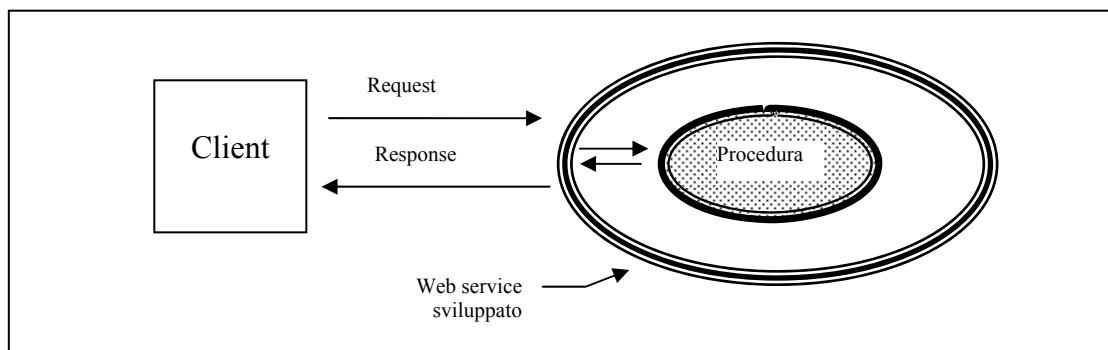 Request
Client
Response
Procedura
Web service
sviluppato